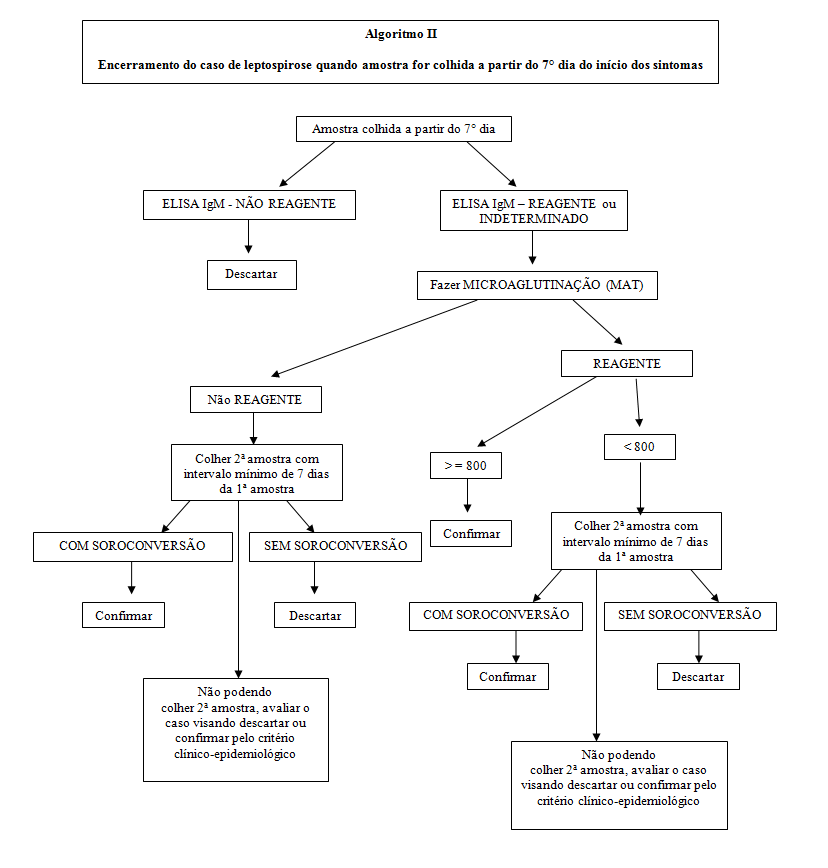 Algoritmo II
Encerramento do caso de leptospirose quando amostra for colhida a partir do 7° dia do início dos sintomas
Amostra colhida a partir do 7° dia
ELISA IgM - NÃO REAGENTE
ELISA IgM – REAGENTE ou
INDETERMINADO
Descartar
Fazer MICROAGLUTINAÇÃO (MAT)
REAGENTE
Não REAGENTE
< 800
> = 800
Colher 2ª amostra com
intervalo mínimo de 7 dias
da 1ª amostra
Confirmar
Colher 2ª amostra com
intervalo mínimo de 7 dias
da 1ª amostra
COM SOROCONVERSÃO
SEM SOROCONVERSÃO
Confirmar
Descartar
COM SOROCONVERSÃO
SEM SOROCONVERSÃO
Confirmar
Descartar
Não podendo
colher 2ª amostra, avaliar o
caso visando descartar ou
confirmar pelo critério
clínico-epidemiológico
Não podendo
colher 2ª amostra, avaliar o caso
visando descartar ou confirmar pelo
critério clínico-epidemiológico